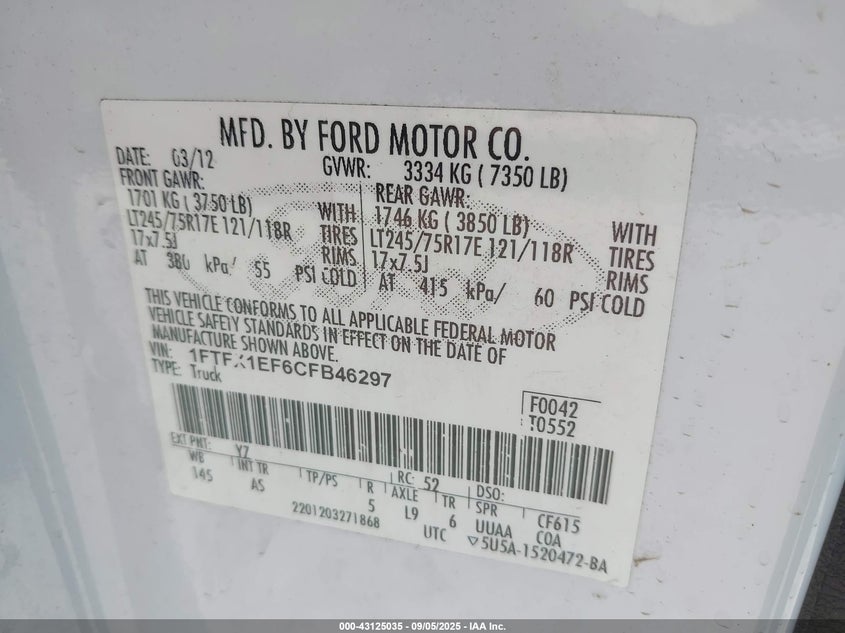 MFD. BY FORD MOTOR CO.
DATE: 03/12 GVWR: 3334 KG ( 7350 LB)
FRONT GAWR: REAR GAWR:
1701 KG ( 3750 LB) WITH 1746 KG ( 3850 LB) WITH
LT245/75R17E 121/118R TIRES LT245/75R17E 121/118R TIRES
17x7.5J RIMS 17x7.5J RIMS
AT 380 kPa/ 55 PSI COLD AT 415 kPa/ 60 PSI COLD
THIS VEHICLE CONFORMS TO ALL APPLICABLE FEDERAL MOTOR
VEHICLE SAFETY STANDARDS IN EFFECT ON THE DATE OF
MANUFACTURE SHOWN ABOVE.
VIN: 1FTFX1EF6CFB46297
TYPE: Truck
F0042
T0552
EXT PNT: YZ RC: 52 DSO:
WB INT TR TP/PS R AXLE TR SPR
145 AS 5 L9 6 UUAA CF615
2201203271868 UTC COA
▽5U5A-1520472-BA
000-43125035 - 09/05/2025 - IAA Inc.